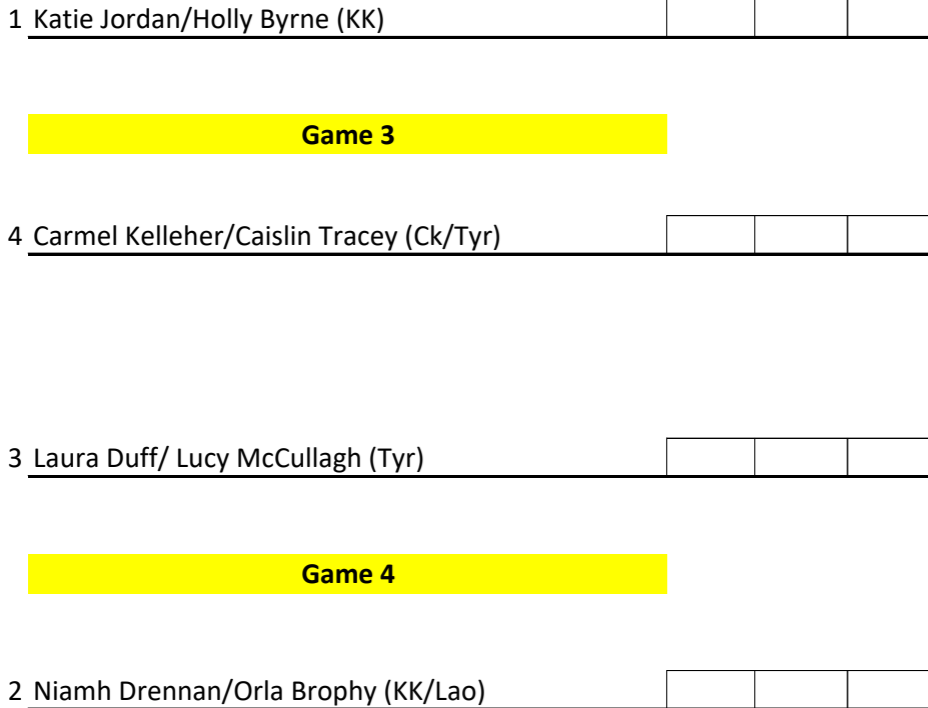 1 Katie Jordan/Holly Byrne (KK)
Game 3
4 Carmel Kelleher/Caislin Tracey (Ck/Tyr)
3 Laura Duff/ Lucy McCullagh (Tyr)
Game 4
2 Niamh Drennan/Orla Brophy (KK/Lao)